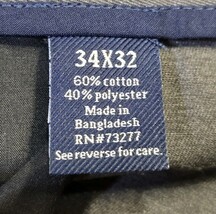 34X32
60% cotton
40% polyester
Made in
Bangladesh
RN#73277
See reverse for care.